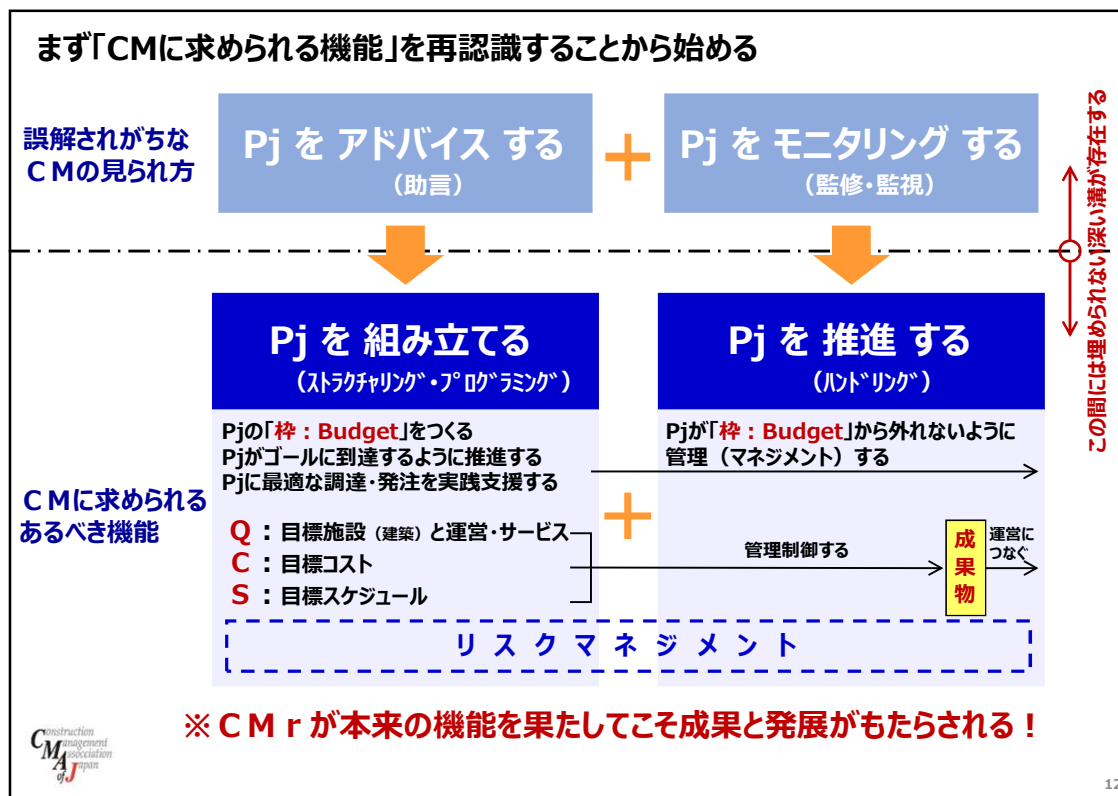 まず「CMに求められる機能」を再認識することから始める
誤解されがちな
ＣＭの見られ方
Pj を アドバイス する
（助言）
＋
Pj を モニタリング する
（監修・監視）
この間には埋められない深い溝が存在する
Pj を 組み立てる
（ｽﾄﾗｸﾁｬﾘﾝｸﾞ・ﾌﾟﾛｸﾞﾗﾐﾝｸﾞ）
Pj を 推進 する
（ﾊﾝﾄﾞﾘﾝｸﾞ）
ＣＭに求められる
あるべき機能
Pjの「枠：Budget」をつくる
Pjがゴールに到達するように推進する
Pjに最適な調達・発注を実践支援する
Q ：目標施設（建築）と運営・サービス
C ：目標コスト
S ：目標スケジュール
＋
Pjが「枠：Budget」から外れないように
管理（マネジメント）する
管理制御する
成果物
運営に
つなぐ
リスクマネジメント
※ＣＭｒが本来の機能を果たしてこそ成果と発展がもたらされる！
Construction
Management
Assocciation
of Japan
12